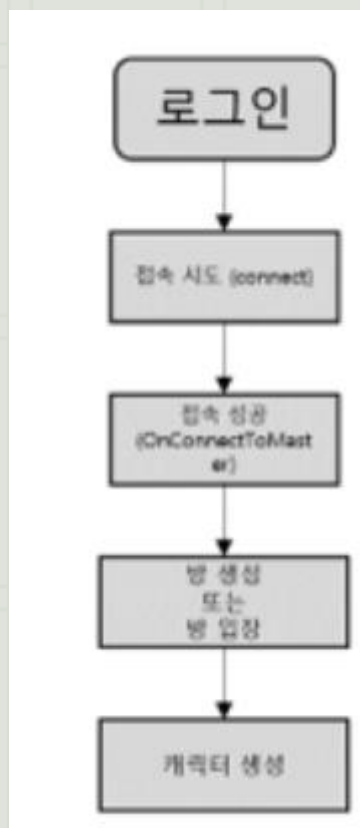 로그인
접속 시도 (connect)
접속 성공
(OnConnectToMast
er)
방 생성
또는
방 입장
캐릭터 생성